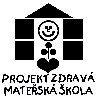 PROJEKT ZDRAVÁ
MATEŘSKÁ ŠKOLA